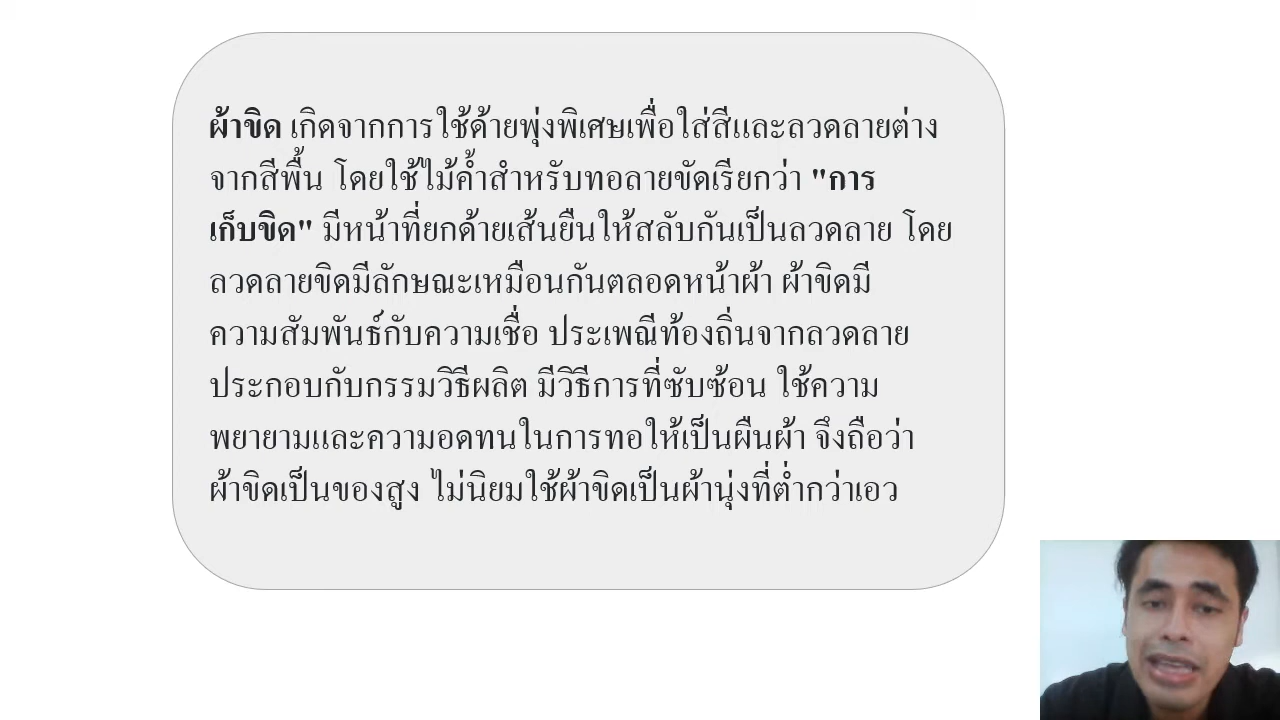 ผ้าขิด เกิดจากการใช้ด้ายพุ่งพิเศษเพื่อใส่สีและลวดลายต่าง
จากสีพื้น โดยใช้ไม้ค้ำสำหรับทอลายขัดเรียกว่า "การ
เก็บขิด" มีหน้าที่ยกด้ายเส้นยืนให้สลับกันเป็นลวดลาย โดย
ลวดลายขิดมีลักษณะเหมือนกันตลอดหน้าผ้า ผ้าขิดมี
ความสัมพันธ์กับความเชื่อ ประเพณีท้องถิ่นจากลวดลาย
ประกอบกับกรรมวิธีผลิต มีวิธีการที่ซับซ้อน ใช้ความ
พยายามและความอดทนในการทอให้เป็นผืนผ้า จึงถือว่า
ผ้าขิดเป็นของสูง ไม่นิยมใช้ผ้าขิดเป็นผ้านุ่งที่ต่ำกว่าเอว